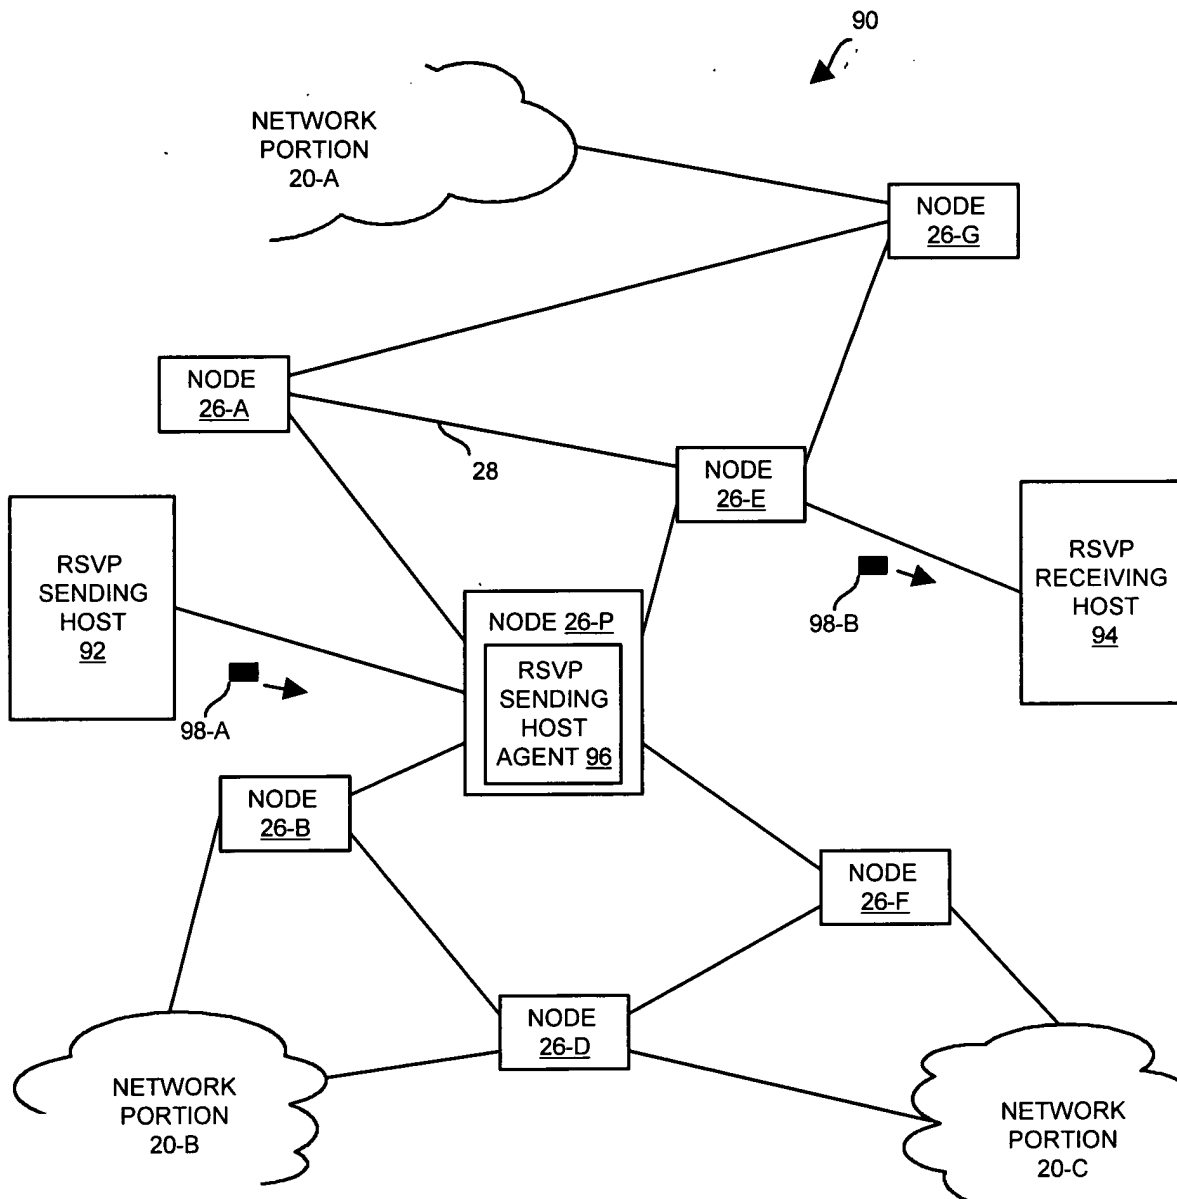 90
NETWORK
PORTION
20-A
NODE
26-G
NODE
26-A
28
NODE
26-E
RSVP
SENDING
HOST
92
RSVP
RECEIVING
HOST
94
98-B
NODE 26-P
RSVP
SENDING
HOST
AGENT 96
98-A
NODE
26-B
NODE
26-F
NODE
26-D
NETWORK
PORTION
20-B
NETWORK
PORTION
20-C